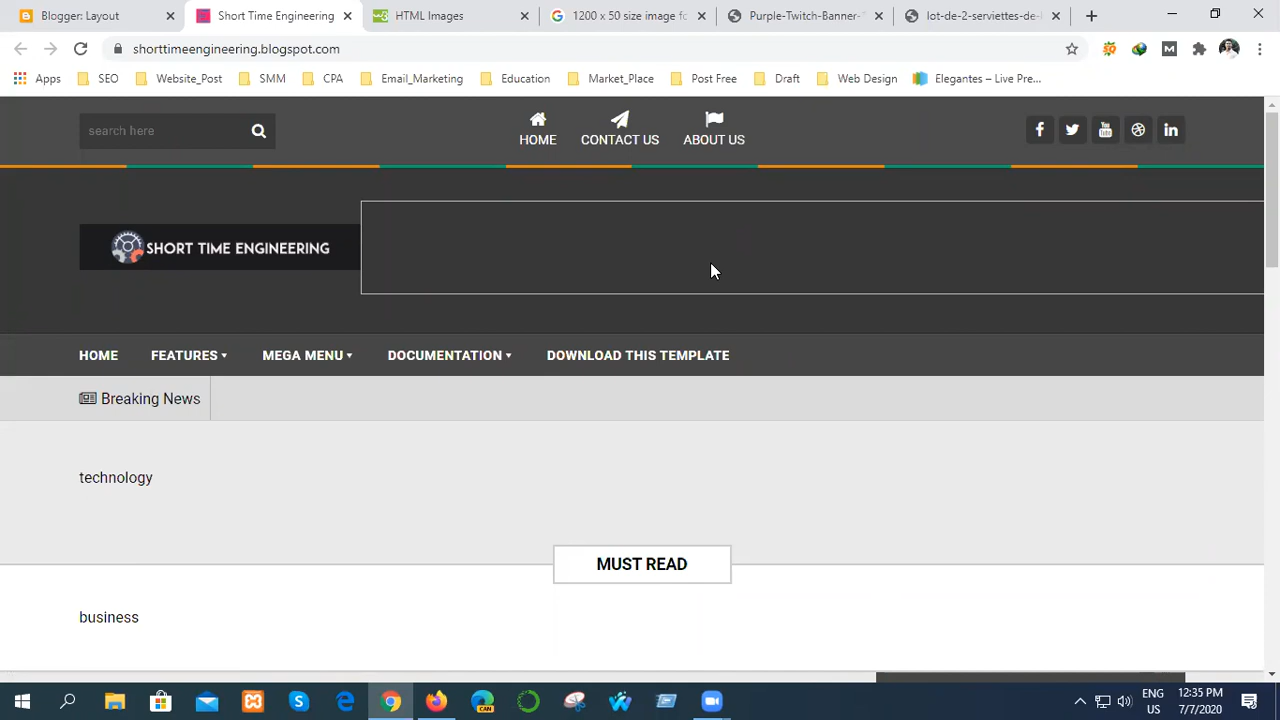 Blogger: Layout
Short Time Engineering
HTML Images
1200 x 50 size image fo
Purple-Twitch-Banner-
lot-de-2-serviettes-de-
shorttimeengineering.blogspot.com
Apps
SEO
Website_Post
SMM
CPA
Email_Marketing
Education
Market_Place
Post Free
Draft
Web Design
Elegantes – Live Pre...
search here
HOME
CONTACT US
ABOUT US
SHORT TIME ENGINEERING
HOME
FEATURES
MEGA MENU
DOCUMENTATION
DOWNLOAD THIS TEMPLATE
Breaking News
technology
MUST READ
business
ENG
US
12:35 PM
7/7/2020